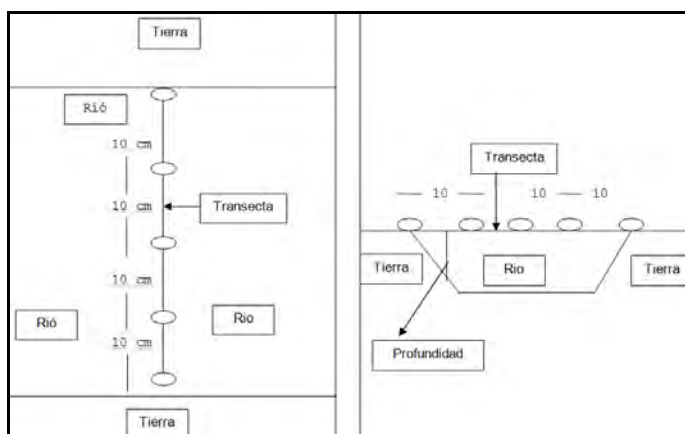 Tierra
Rió
10 cm
10 cm
Transecta
10 cm
Rió
Rio
10 cm
Tierra
Transecta
10 10 10
Tierra
Rio
Tierra
Profundidad